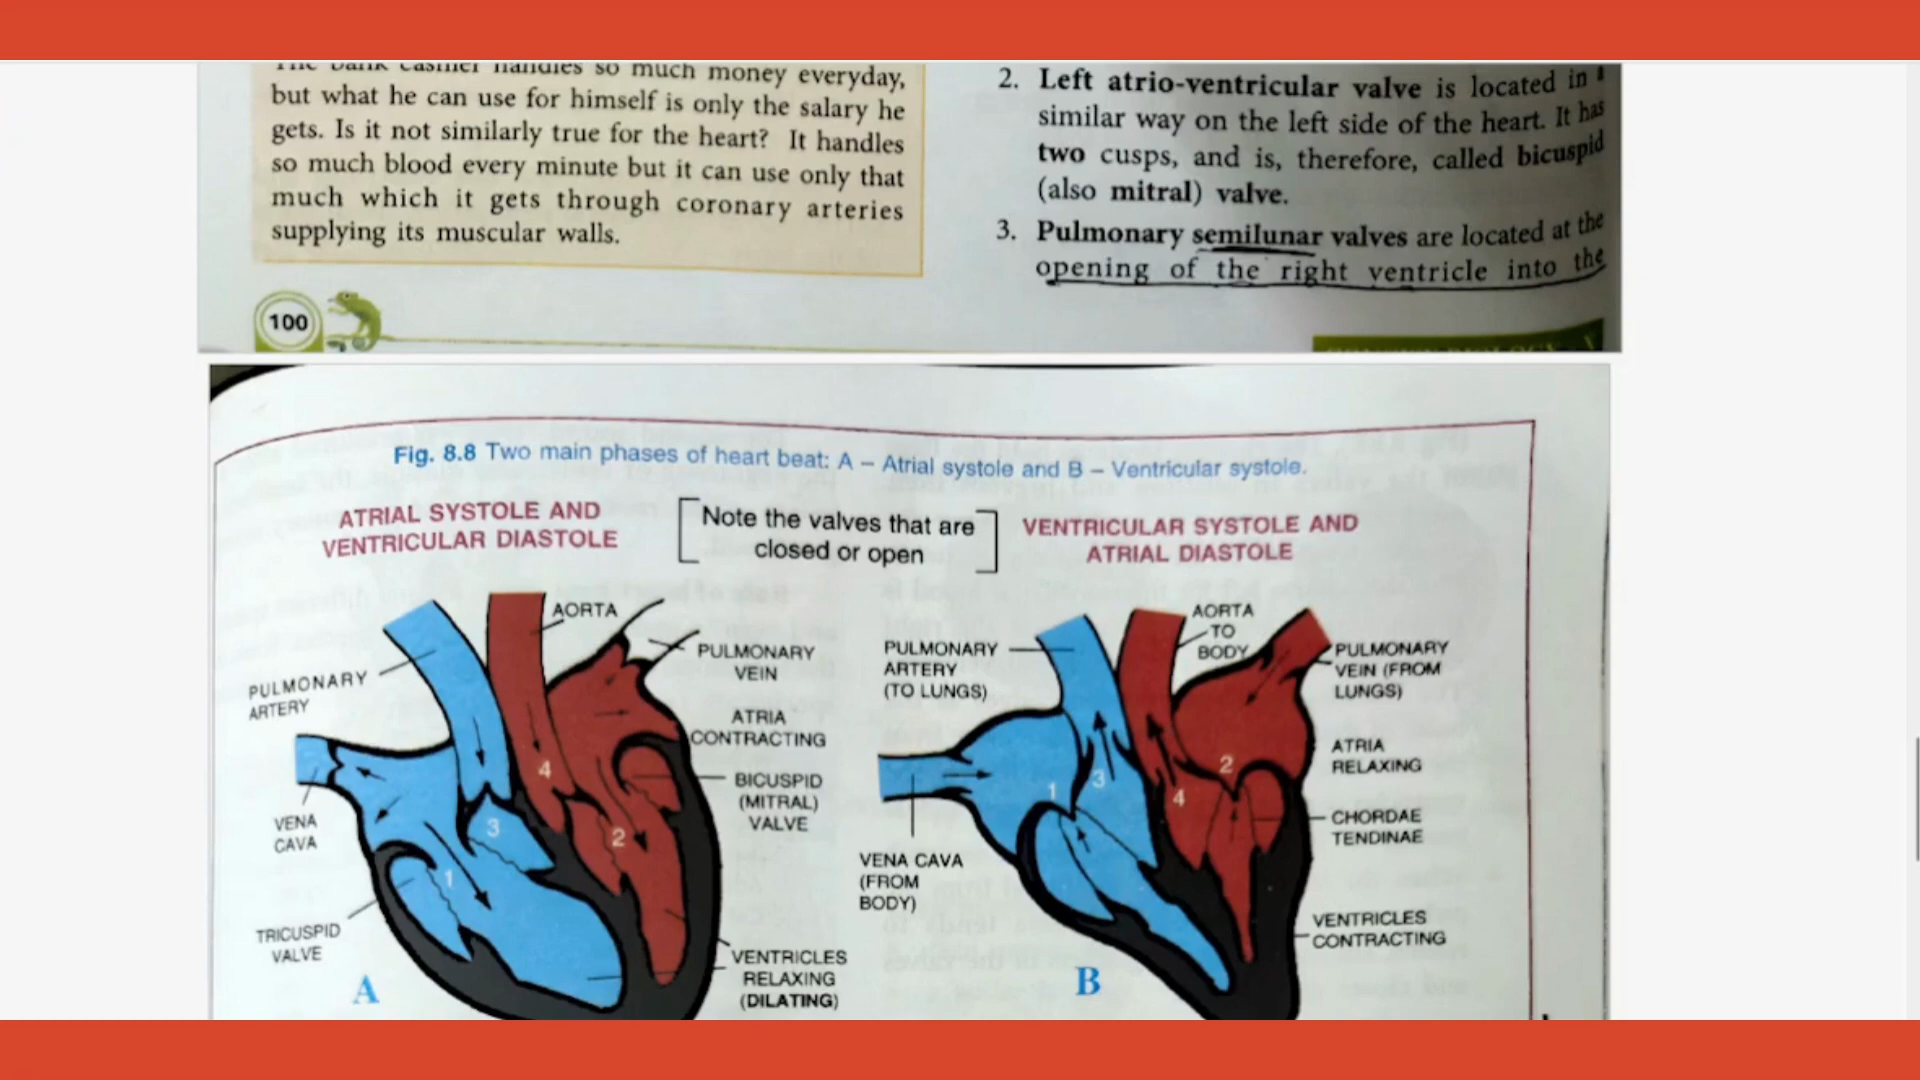 The bank cashier handles so much money everyday,
but what he can use for himself is only the salary he
gets. Is it not similarly true for the heart? It handles
so much blood every minute but it can use only that
much which it gets through coronary arteries
supplying its muscular walls.
100
2. Left atrio-ventricular valve is located in
similar way on the left side of the heart. It has
two cusps, and is, therefore, called bicuspid
(also mitral) valve.
3. Pulmonary semilunar valves are located at the
opening of the right ventricle into the
Fig. 8.8 Two main phases of heart beat: A – Atrial systole and B – Ventricular systole.
ATRIAL SYSTOLE AND
VENTRICULAR DIASTOLE
Note the valves that are
closed or open
VENTRICULAR SYSTOLE AND
ATRIAL DIASTOLE
AORTA
PULMONARY
VEIN
PULMONARY
ARTERY
ATRIA
CONTRACTING
BICUSPID
(MITRAL)
VALVE
VENA
CAVA
4
3
2
1
TRICUSPID
VALVE
VENTRICLES
RELAXING
(DILATING)
A
AORTA
TO
BODY
PULMONARY
ARTERY
(TO LUNGS)
PULMONARY
VEIN (FROM
LUNGS)
ATRIA
RELAXING
2
1
3
4
CHORDAE
TENDINAE
VENA CAVA
(FROM
BODY)
VENTRICLES
CONTRACTING
B